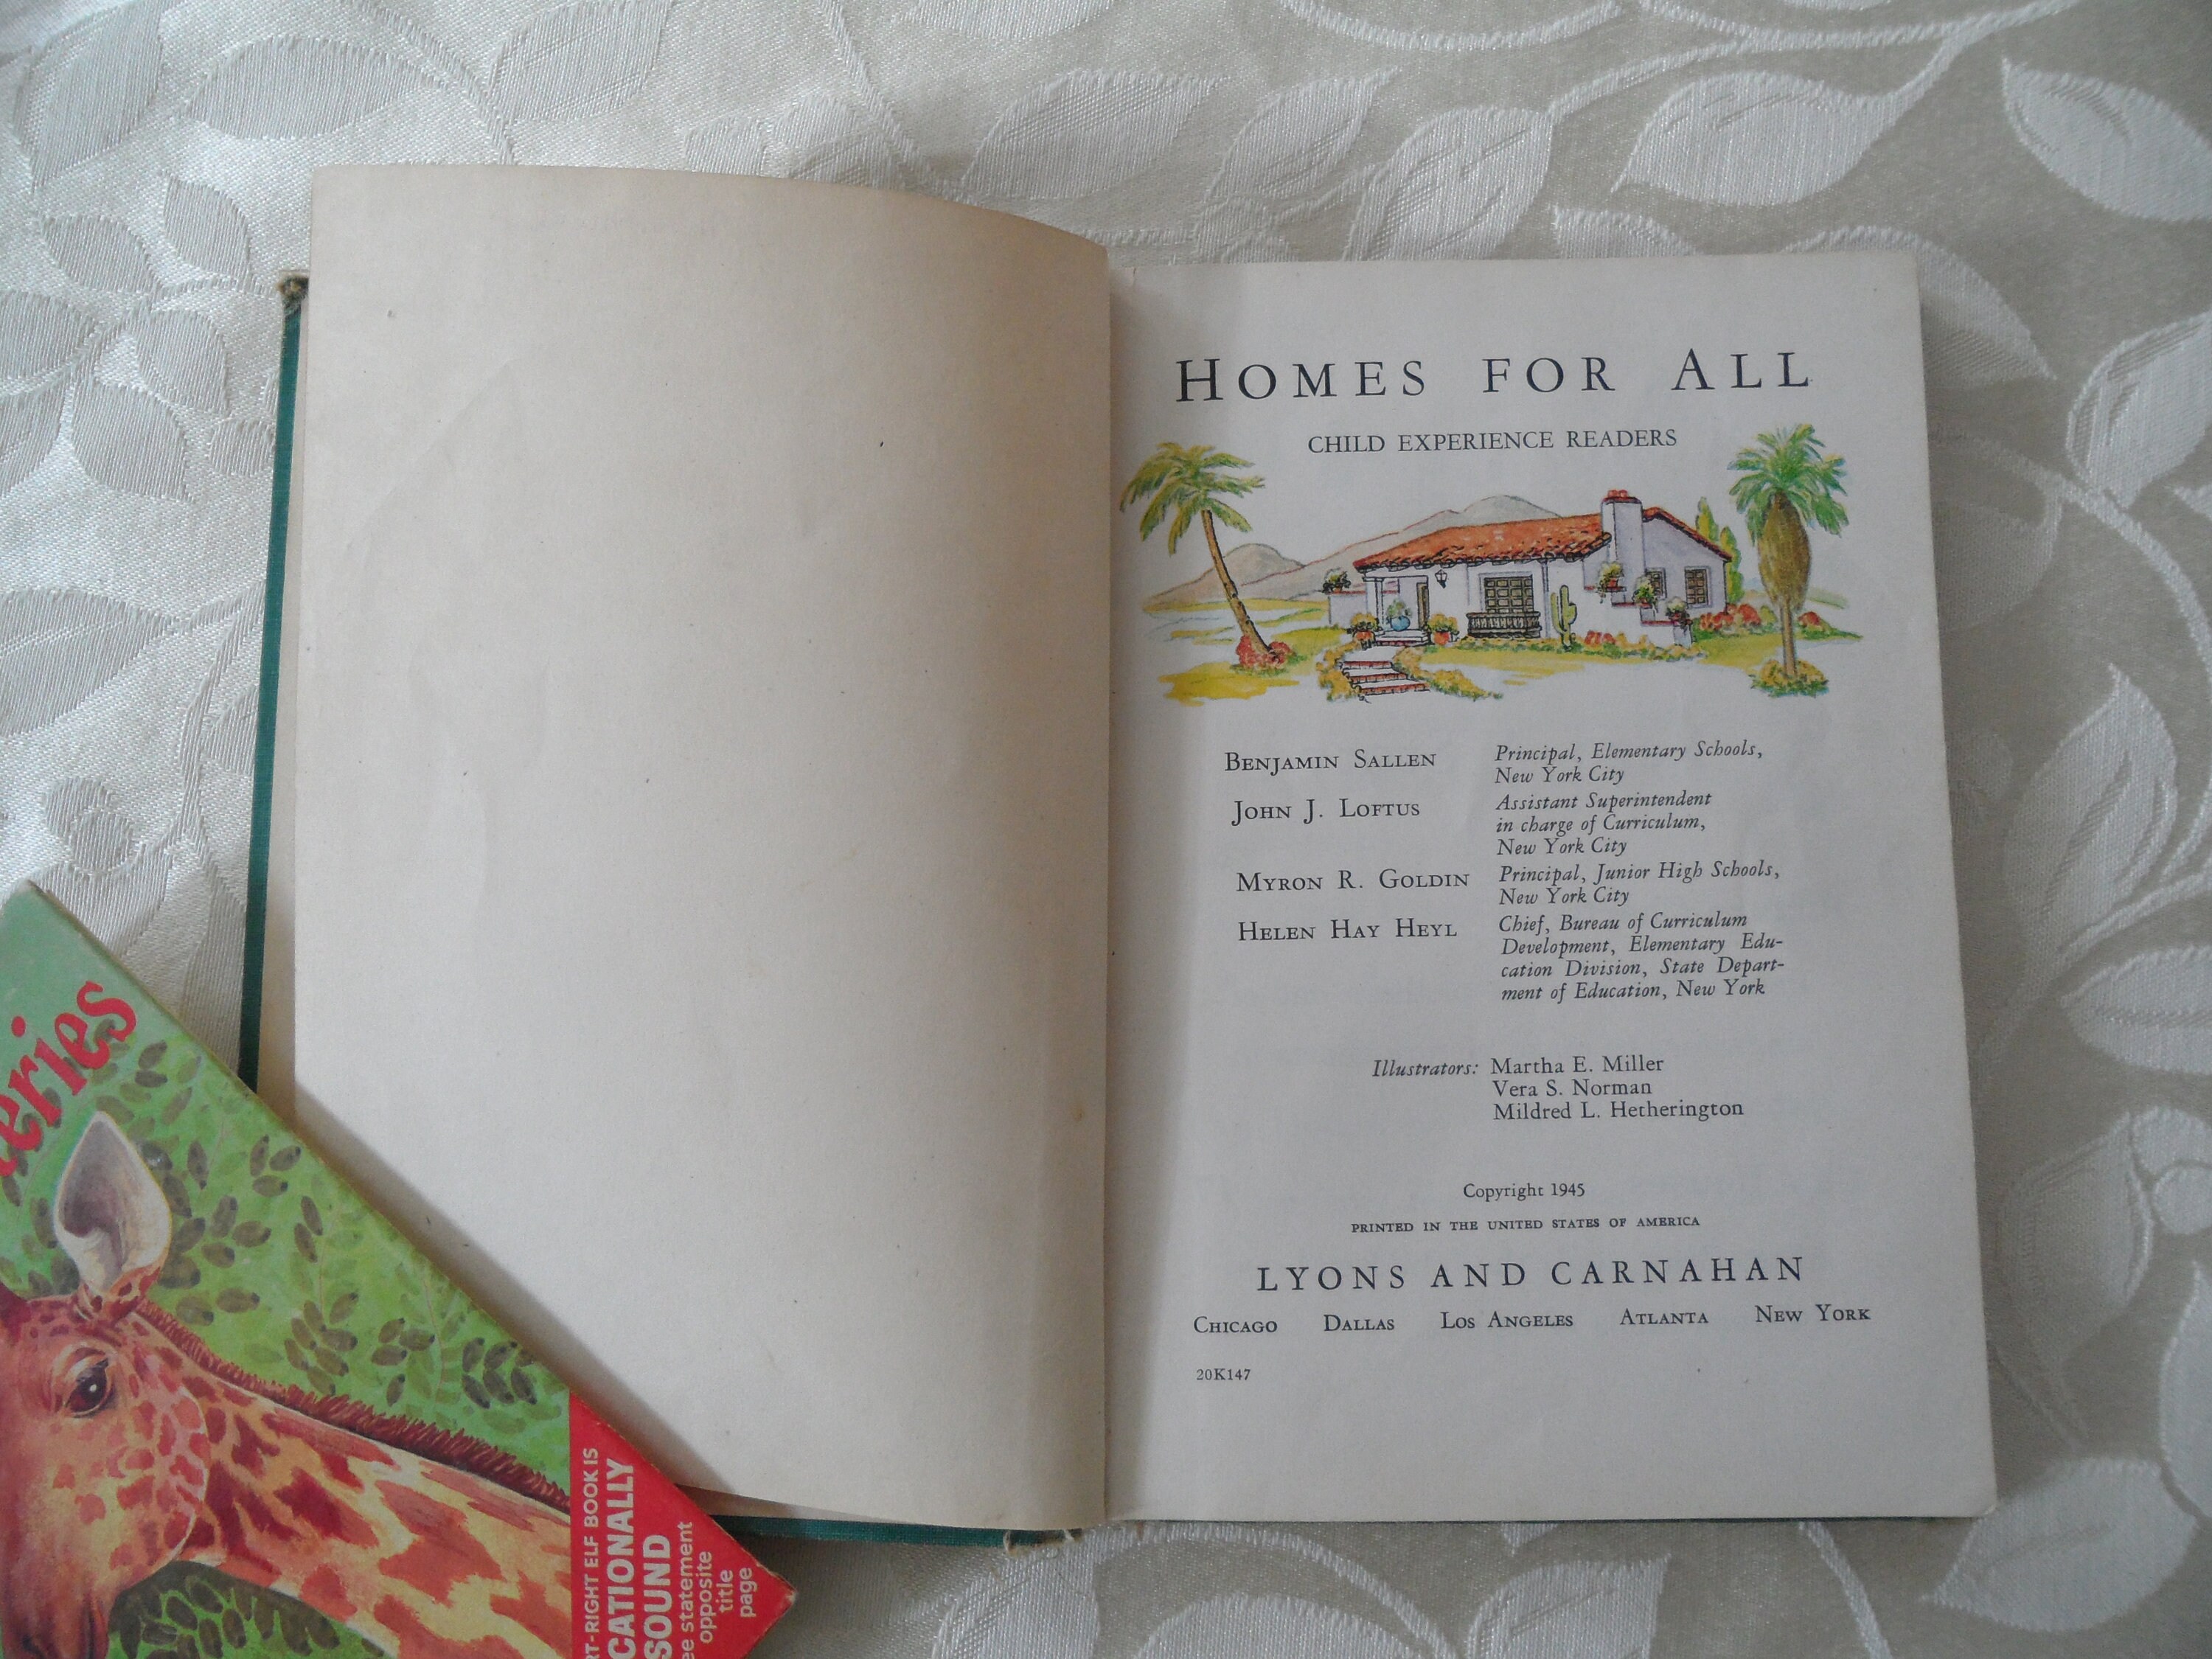 HOMES FOR ALL
CHILD EXPERIENCE READERS
BENJAMIN SALLEN Principal, Elementary Schools,
New York City
JOHN J. LOFTUS Assistant Superintendent
in charge of Curriculum,
New York City
MYRON R. GOLDIN Principal, Junior High Schools,
New York City
HELEN HAY HEYL Chief, Bureau of Curriculum
Development, Elementary Edu-
cation Division, State Depart-
ment of Education, New York
Illustrators: Martha E. Miller
Vera S. Norman
Mildred L. Hetherington
Copyright 1945
PRINTED IN THE UNITED STATES OF AMERICA
LYONS AND CARNAHAN
CHICAGO DALLAS LOS ANGELES ATLANTA NEW YORK
20K147
eries
RT-RIGHT ELF BOOK IS
CATIONALLY
SOUND
ee statement
opposite
title
page